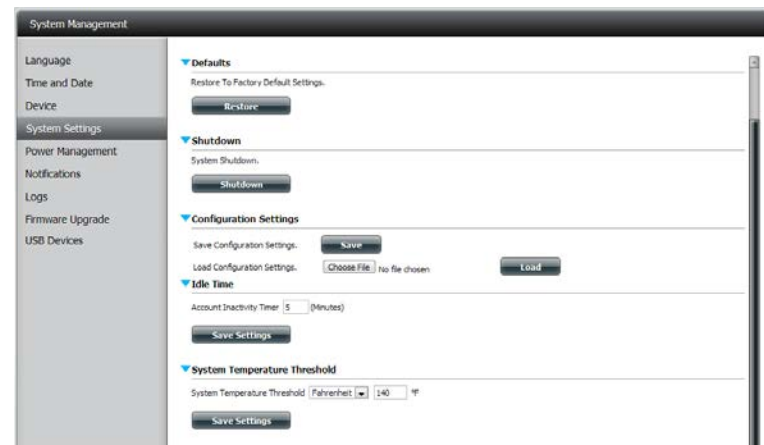 System Management
Language
Time and Date
Device
System Settings
Power Management
Notifications
Logs
Firmware Upgrade
USB Devices
Defaults
Restore To Factory Default Settings.
Restore
Shutdown
System Shutdown.
Shutdown
Configuration Settings
Save Configuration Settings. Save
Load Configuration Settings. Choose File No file chosen Load
Idle Time
Account Inactivity Timer 5 (Minutes)
Save Settings
System Temperature Threshold
System Temperature Threshold Fahrenheit 140 °F
Save Settings